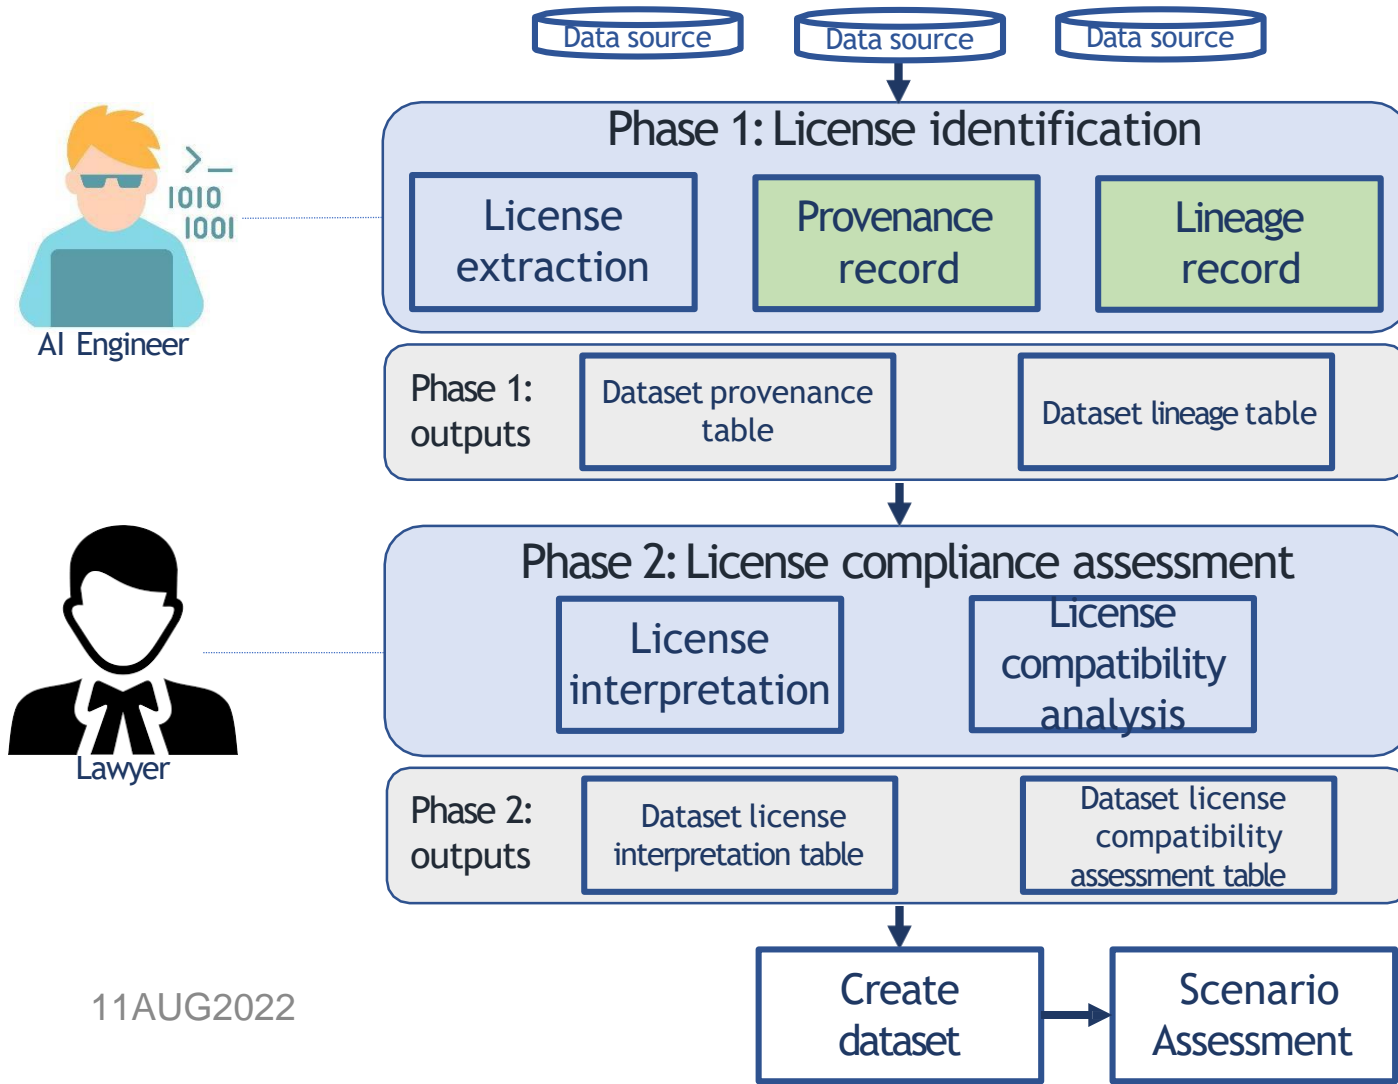 Data source
Data source
Data source
Phase 1: License identification
>_
1010
1001
License
extraction
Provenance
record
Lineage
record
AI Engineer
Phase 1:
outputs
Dataset provenance
table
Dataset lineage table
Phase 2: License compliance assessment
License
interpretation
License
compatibility
analysis
Lawyer
Phase 2:
outputs
Dataset license
interpretation table
Dataset license
compatibility
assessment table
Create
dataset
Scenario
Assessment
11AUG2022